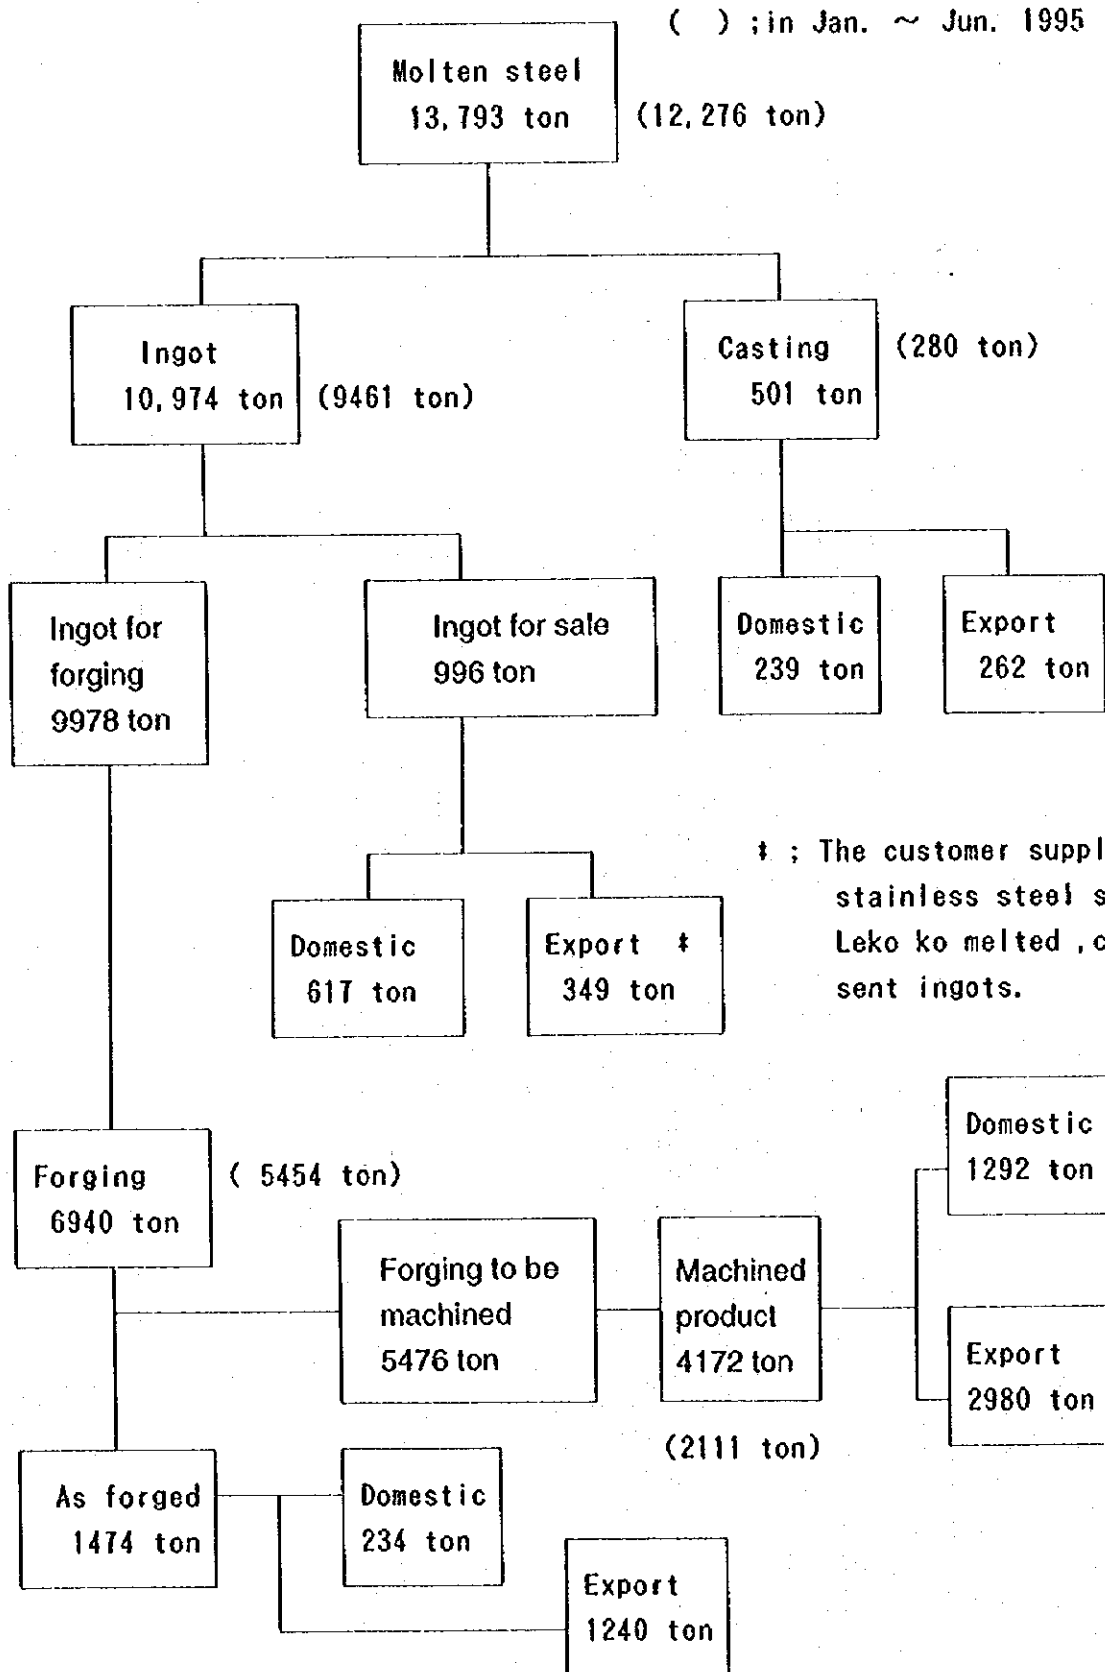 ( ) ;in Jan. ~ Jun. 1995
Molten steel
13,793 ton
(12,276 ton)
Ingot
10,974 ton
(9461 ton)
Casting
501 ton
(280 ton)
Ingot for
forging
9978 ton
Ingot for sale
996 ton
Domestic
239 ton
Export
262 ton
‡ ; The customer suppl
stainless steel s
Leko ko melted ,c
sent ingots.
Domestic
617 ton
Export ‡
349 ton
Forging
6940 ton
( 5454 ton)
Forging to be
machined
5476 ton
Machined
product
4172 ton
(2111 ton)
Domestic
1292 ton
Export
2980 ton
As forged
1474 ton
Domestic
234 ton
Export
1240 ton